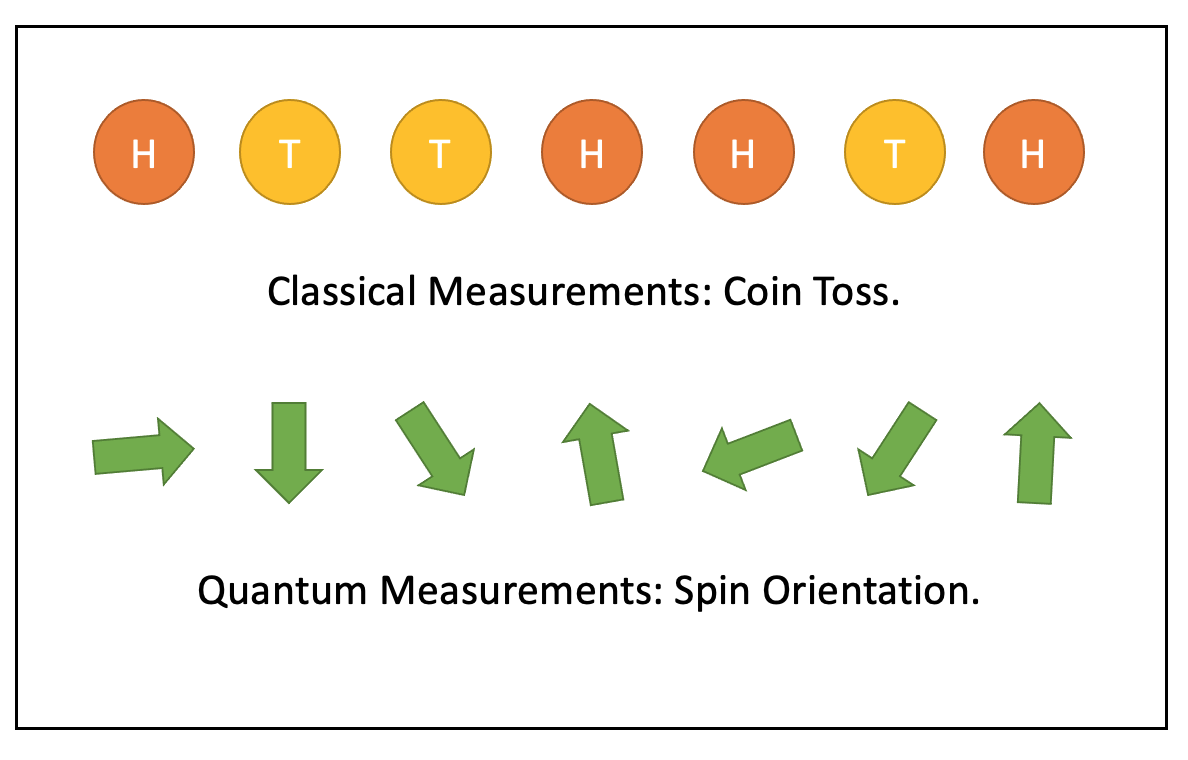 H T T H H T H
Classical Measurements: Coin Toss.
Quantum Measurements: Spin Orientation.